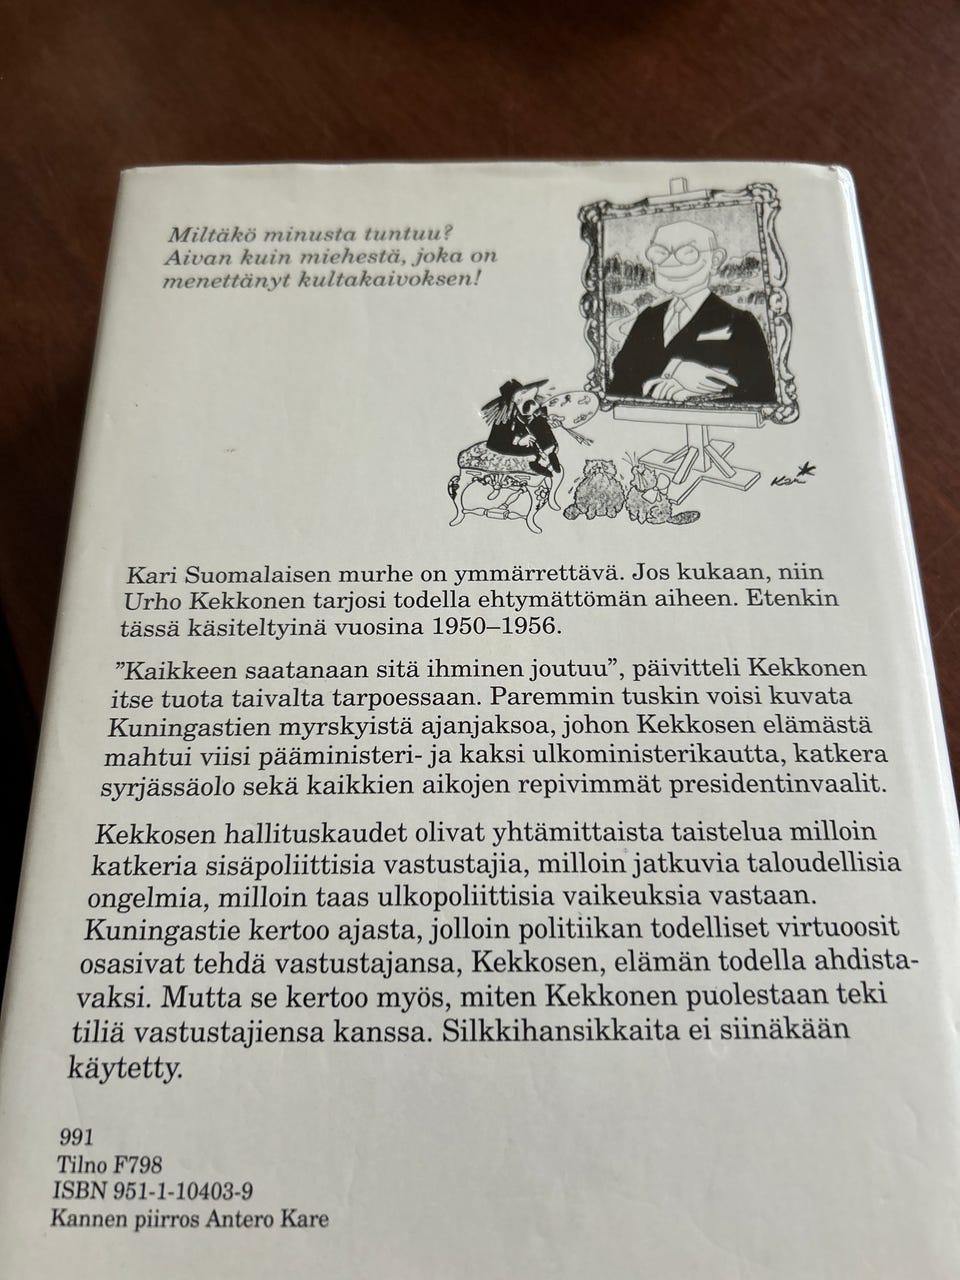 Miltäkö minusta tuntuu?
Aivan kuin miehestä, joka on
menettänyt kultakaivoksen!
Kari
Kari Suomalaisen murhe on ymmärrettävä. Jos kukaan, niin
Urho Kekkonen tarjosi todella ehtymättömän aiheen. Etenkin
tässä käsiteltyinä vuosina 1950–1956.
”Kaikkeen saatanaan sitä ihminen joutuu”, päivitteli Kekkonen
itse tuota taivalta tarpoessaan. Paremmin tuskin voisi kuvata
Kuningastien myrskyistä ajanjaksoa, johon Kekkosen elämästä
mahtui viisi pääministeri- ja kaksi ulkoministerikautta, katkera
syrjässäolo sekä kaikkien aikojen repivimmät presidentinvaalit.
Kekkosen hallituskaudet olivat yhtämittaista taistelua milloin
katkeria sisäpoliittisia vastustajia, milloin jatkuvia taloudellisia
ongelmia, milloin taas ulkopoliittisia vaikeuksia vastaan.
Kuningastie kertoo ajasta, jolloin politiikan todelliset virtuoosit
osasivat tehdä vastustajansa, Kekkosen, elämän todella ahdista-
vaksi. Mutta se kertoo myös, miten Kekkonen puolestaan teki
tiliä vastustajiensa kanssa. Silkkihansikkaita ei siinäkään
käytetty.
991
Tilno F798
ISBN 951-1-10403-9
Kannen piirros Antero Kare